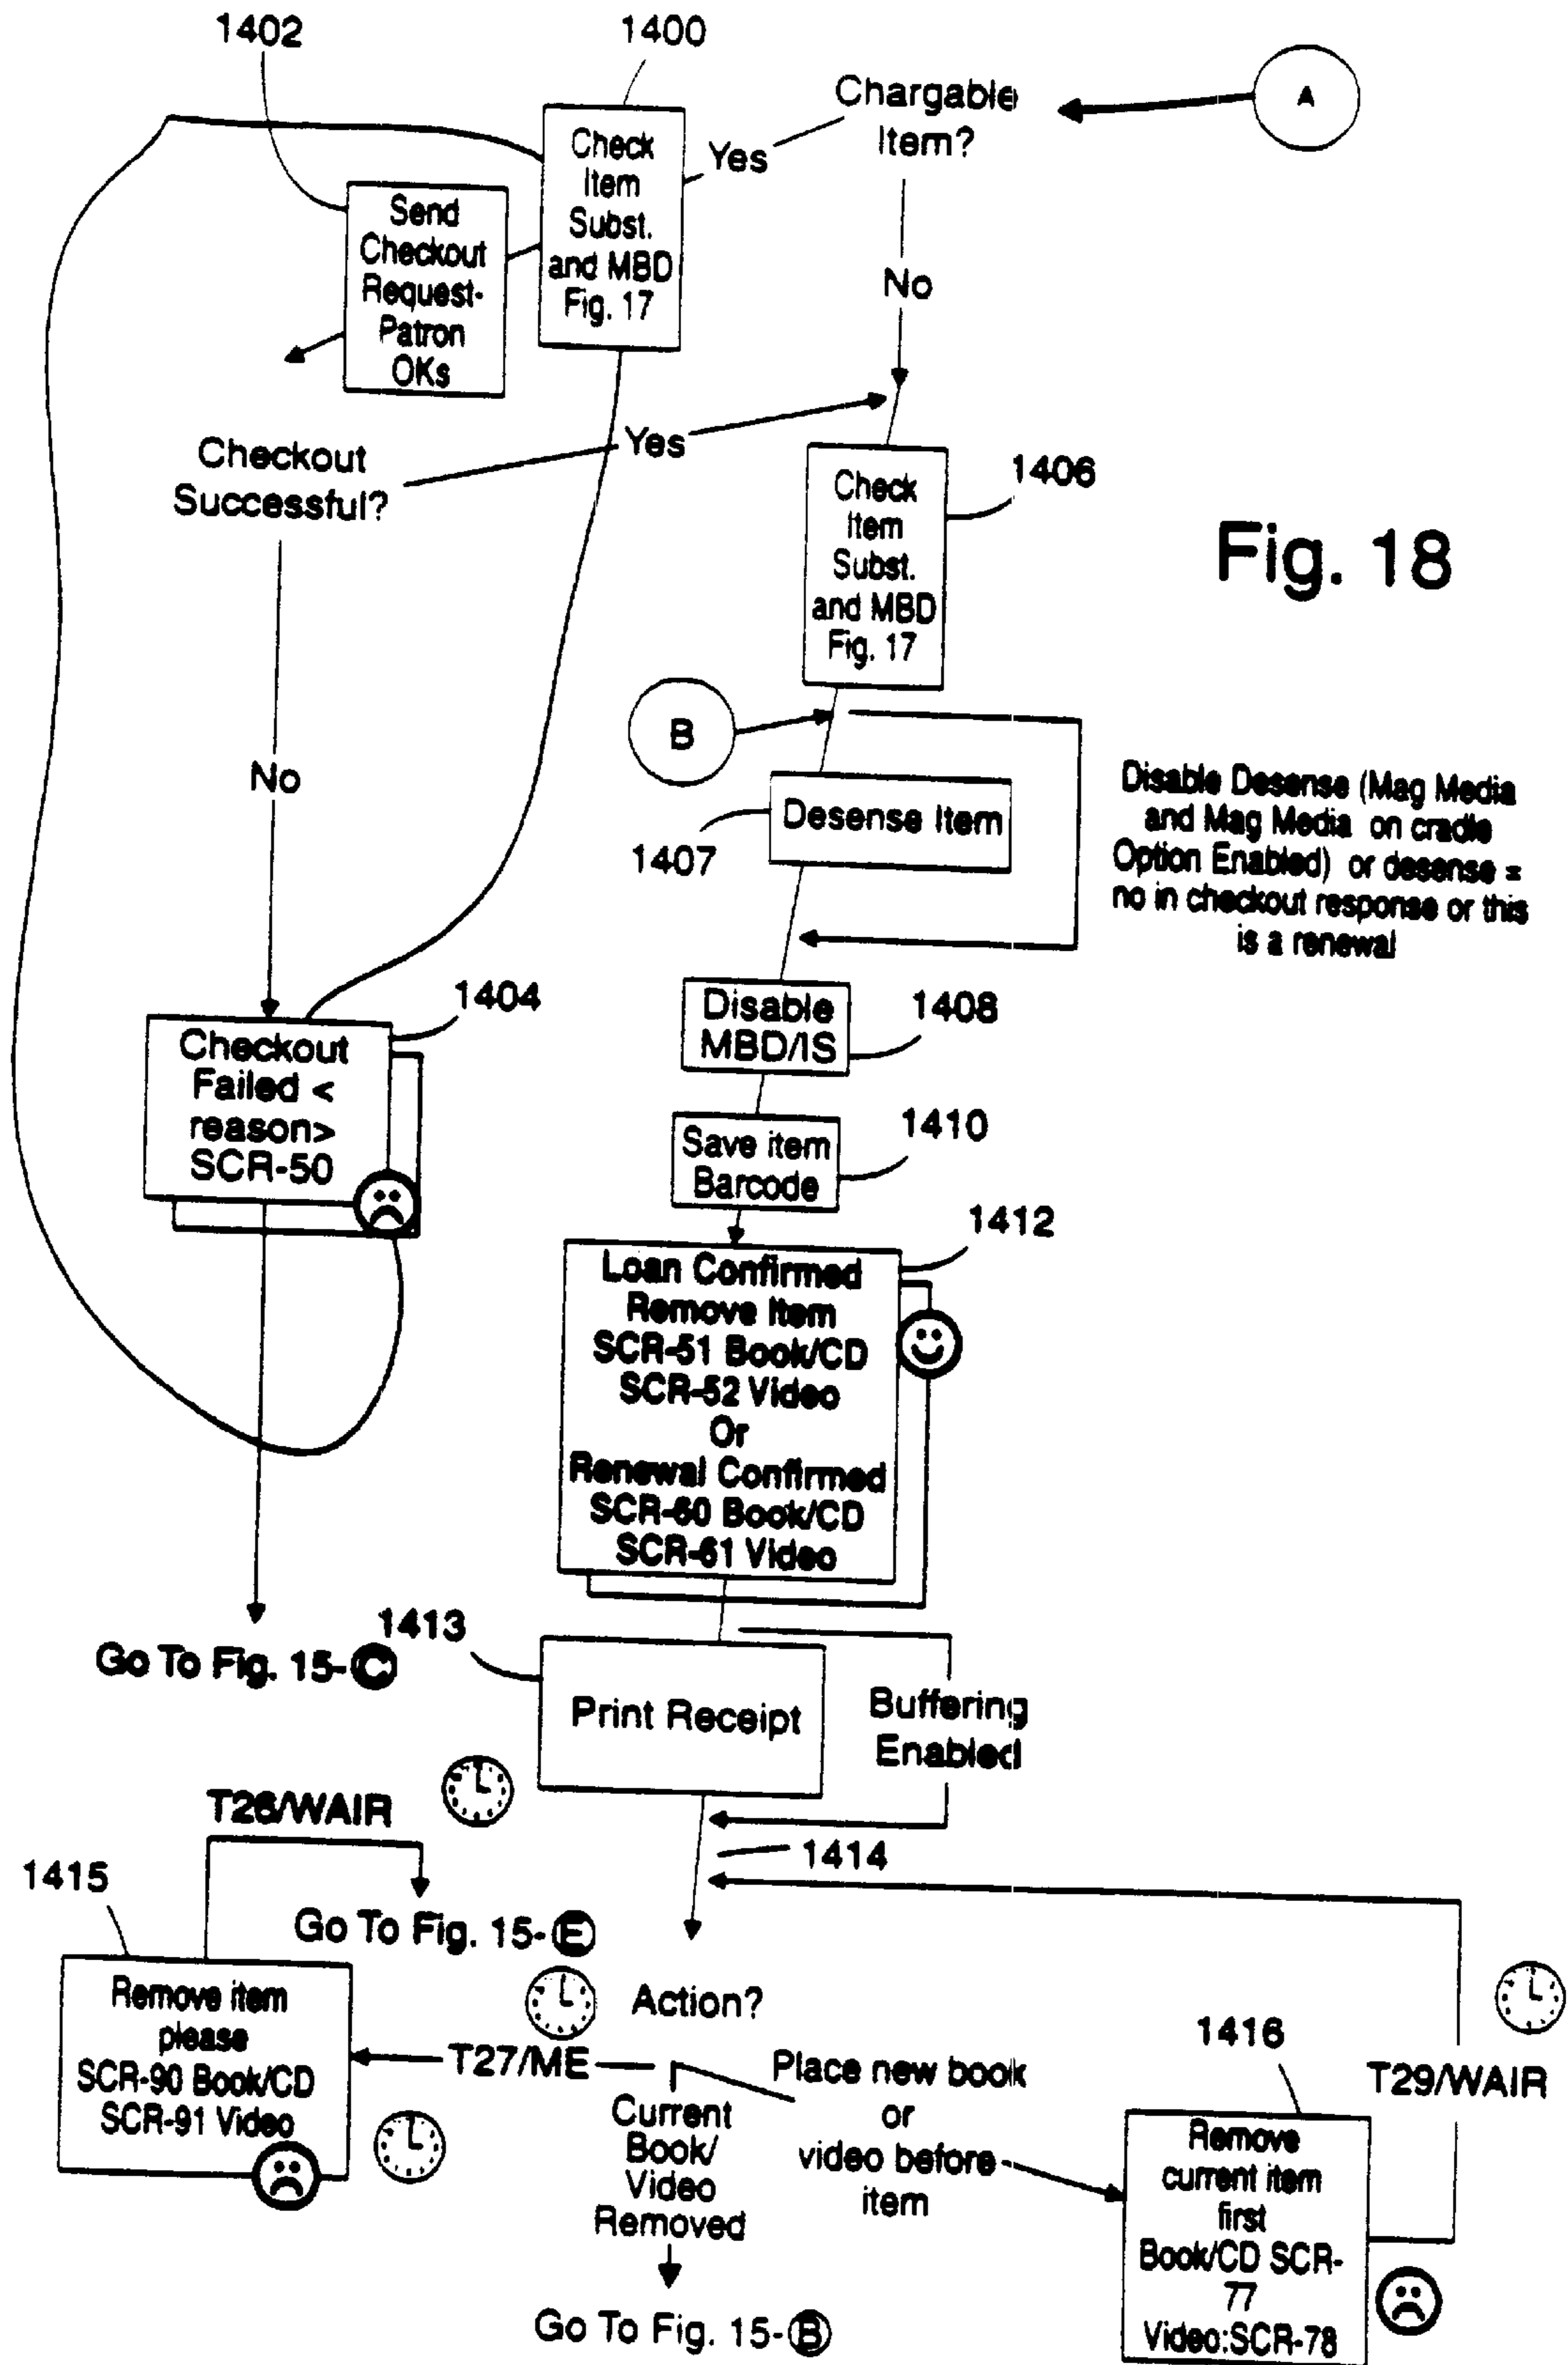 1402
1400
Chargable
Item?
A
Yes
Check
Item
Subst.
and MBD
Fig. 17
Send
Checkout
Request-
Patron
OKs
No
Checkout
Successful?
Yes
1406
Check
Item
Subst.
and MBD
Fig. 17
Fig. 18
B
No
Desense Item
1407
Disable Desense (Mag Media
and Mag Media on cradle
Option Enabled) or desense =
no in checkout response or this
is a renewal
1404
Checkout
Failed <
reason>
SCR-50
Disable
MBD/IS
1408
Save item
Barcode
1410
1412
Loan Confirmed
Remove Item
SCR-51 Book/CD
SCR-52 Video
Or
Renewal Confirmed
SCR-60 Book/CD
SCR-61 Video
Go To Fig. 15-C
1413
Print Receipt
Buffering
Enabled
T26/WAIR
1414
1415
Go To Fig. 15-E
Remove item
please
SCR-90 Book/CD
SCR-91 Video
Action?
T27/ME
Current
Book/
Video
Removed
Place new book
or
video before
item
1416
T29/WAIR
Remove
current item
first
Book/CD SCR-
77
Video:SCR-78
Go To Fig. 15-B